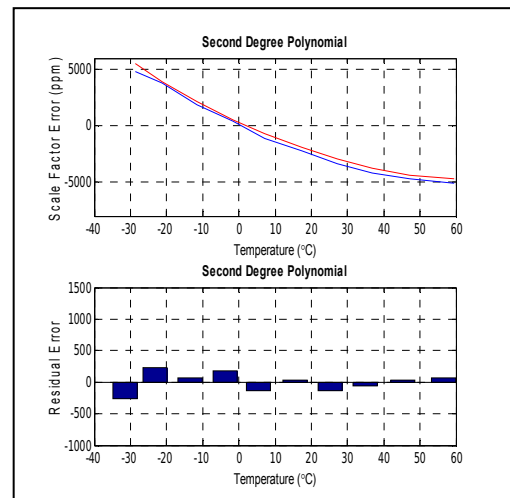 Second Degree Polynomial
Scale Factor Error (ppm)
5000
0
-5000
-40 -30 -20 -10 0 10 20 30 40 50 60
Temperature (°C)
Second Degree Polynomial
Residual Error
1500
1000
500
0
-500
-1000
-40 -30 -20 -10 0 10 20 30 40 50 60
Temperature (°C)